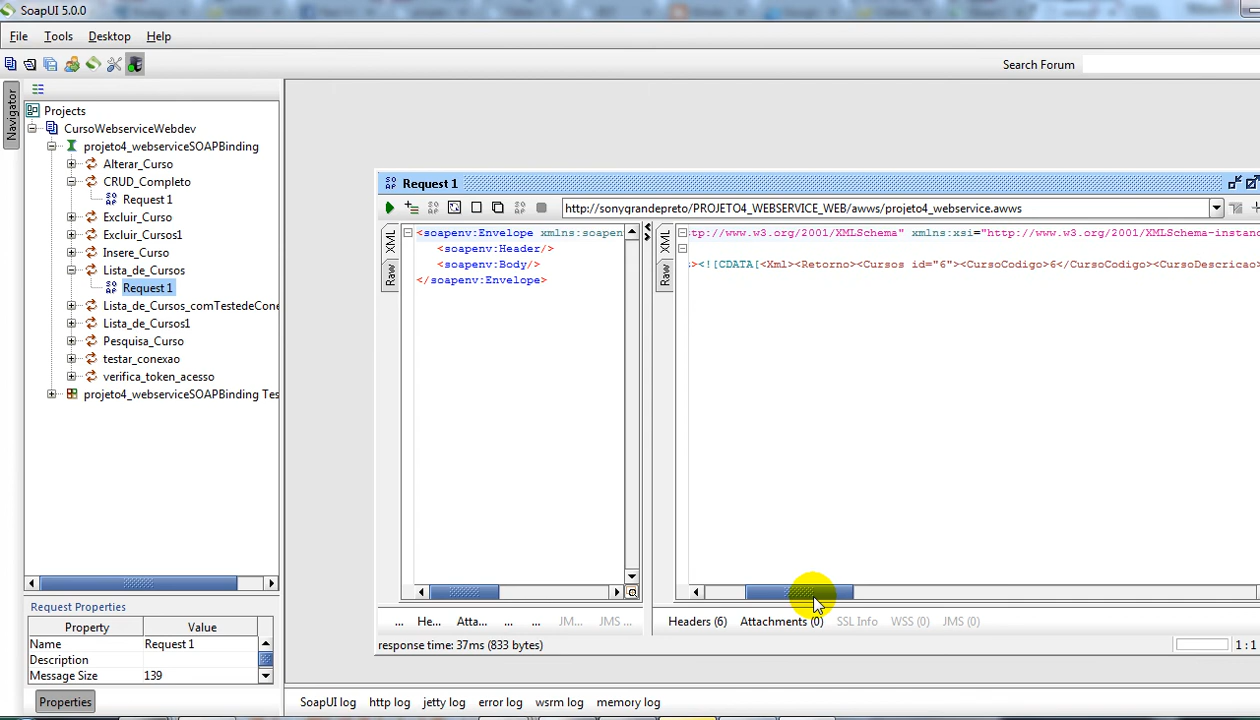 SoapUI 5.0.0
File Tools Desktop Help
Search Forum
Navigator
Projects
CursoWebserviceWebdev
projeto4_webserviceSOAPBinding
Alterar_Curso
CRUD_Completo
Request 1
Excluir_Curso
Excluir_Curso1
Insere_Curso
Lista_de_Cursos
Request 1
Lista_de_Cursos_comTestedeCone
Lista_de_Cursos1
Pesquisa_Curso
testar_conexao
verifica_token_acesso
projeto4_webserviceSOAPBinding Tes
Request 1
http://sonygrandepreto/PROJETO4_WEBSERVICE_WEB/awws/projeto4_webservice.awws
XML
Raw
<soapenv:Envelope xmlns:soapen
<soapenv:Header/>
<soapenv:Body/>
</soapenv:Envelope>
XML
Raw
tp://www.w3.org/2001/XMLSchema" xmlns:xsi="http://www.w3.org/2001/XMLSchema-instanc
><![CDATA[<Xml><Retorno><Cursos id="6"><CursoCodigo>6</CursoCodigo><CursoDescricao>
... He... Atta... ... ... JM... JMS ...
Headers (6) Attachments (0) SSL Info WSS (0) JMS (0)
response time: 37ms (833 bytes)
1 : 1
Request Properties
Property Value
Name Request 1
Description
Message Size 139
Properties
SoapUI log http log jetty log error log wsrm log memory log